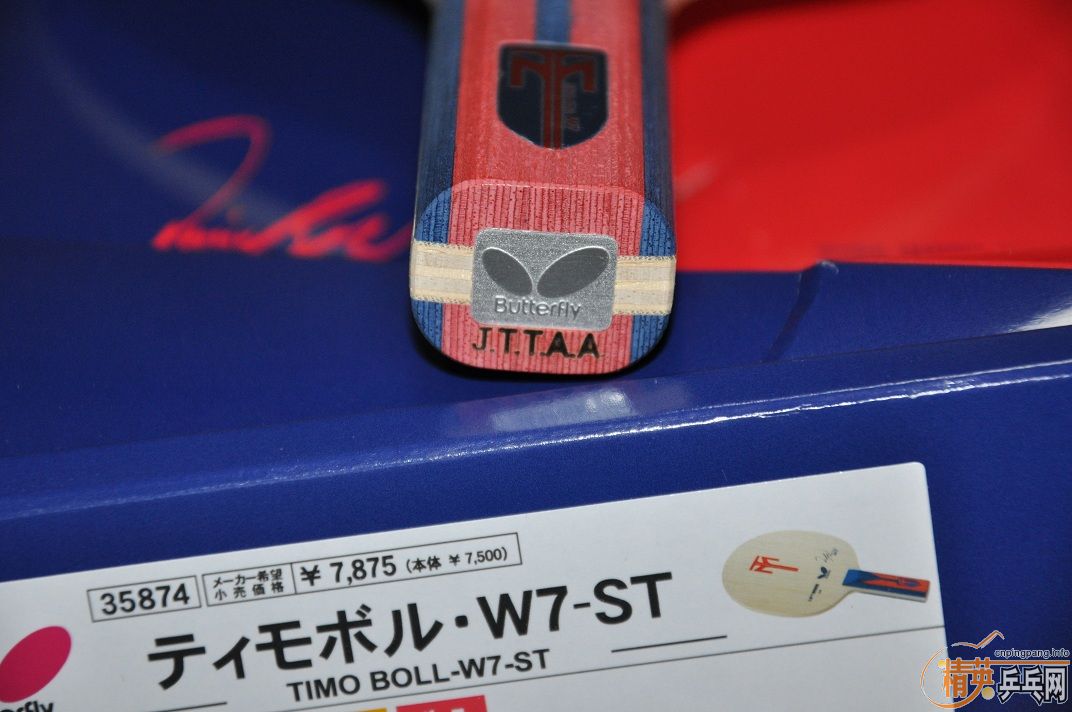 Butterfly
J.T.T.A.A
35874
メーカー希望
小売価格
¥ 7,875 (本体 ¥ 7,500)
ティモボル・W7-ST
TIMO BOLL-W7-ST
cnpingpang.info
精英乒乓网